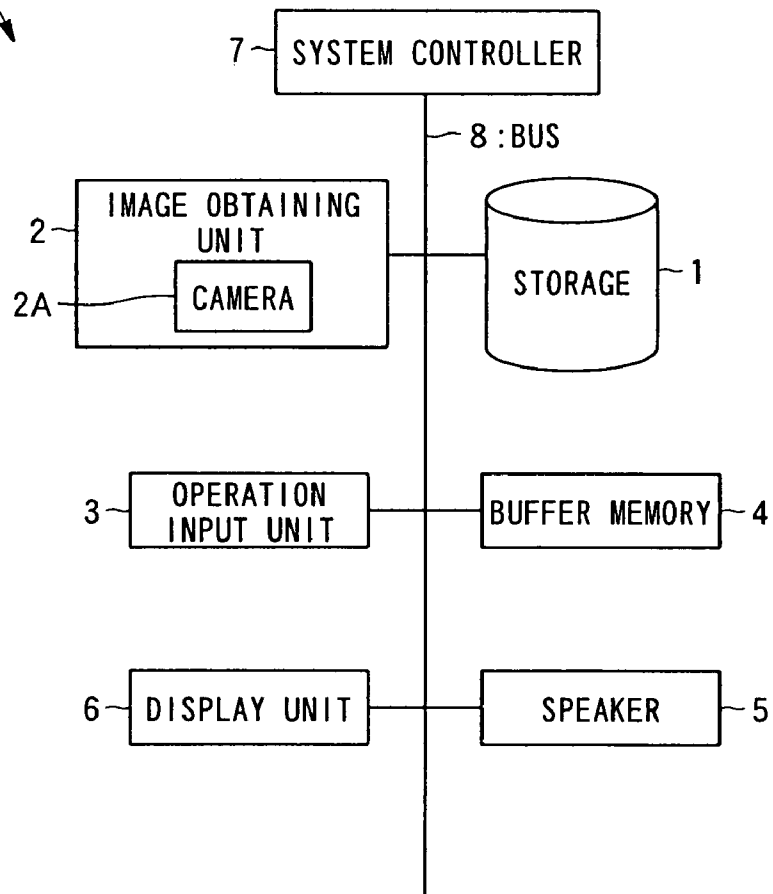 7
SYSTEM CONTROLLER
8 : BUS
2
IMAGE OBTAINING
UNIT
2A
CAMERA
STORAGE
1
3
OPERATION
INPUT UNIT
BUFFER MEMORY
4
6
DISPLAY UNIT
SPEAKER
5